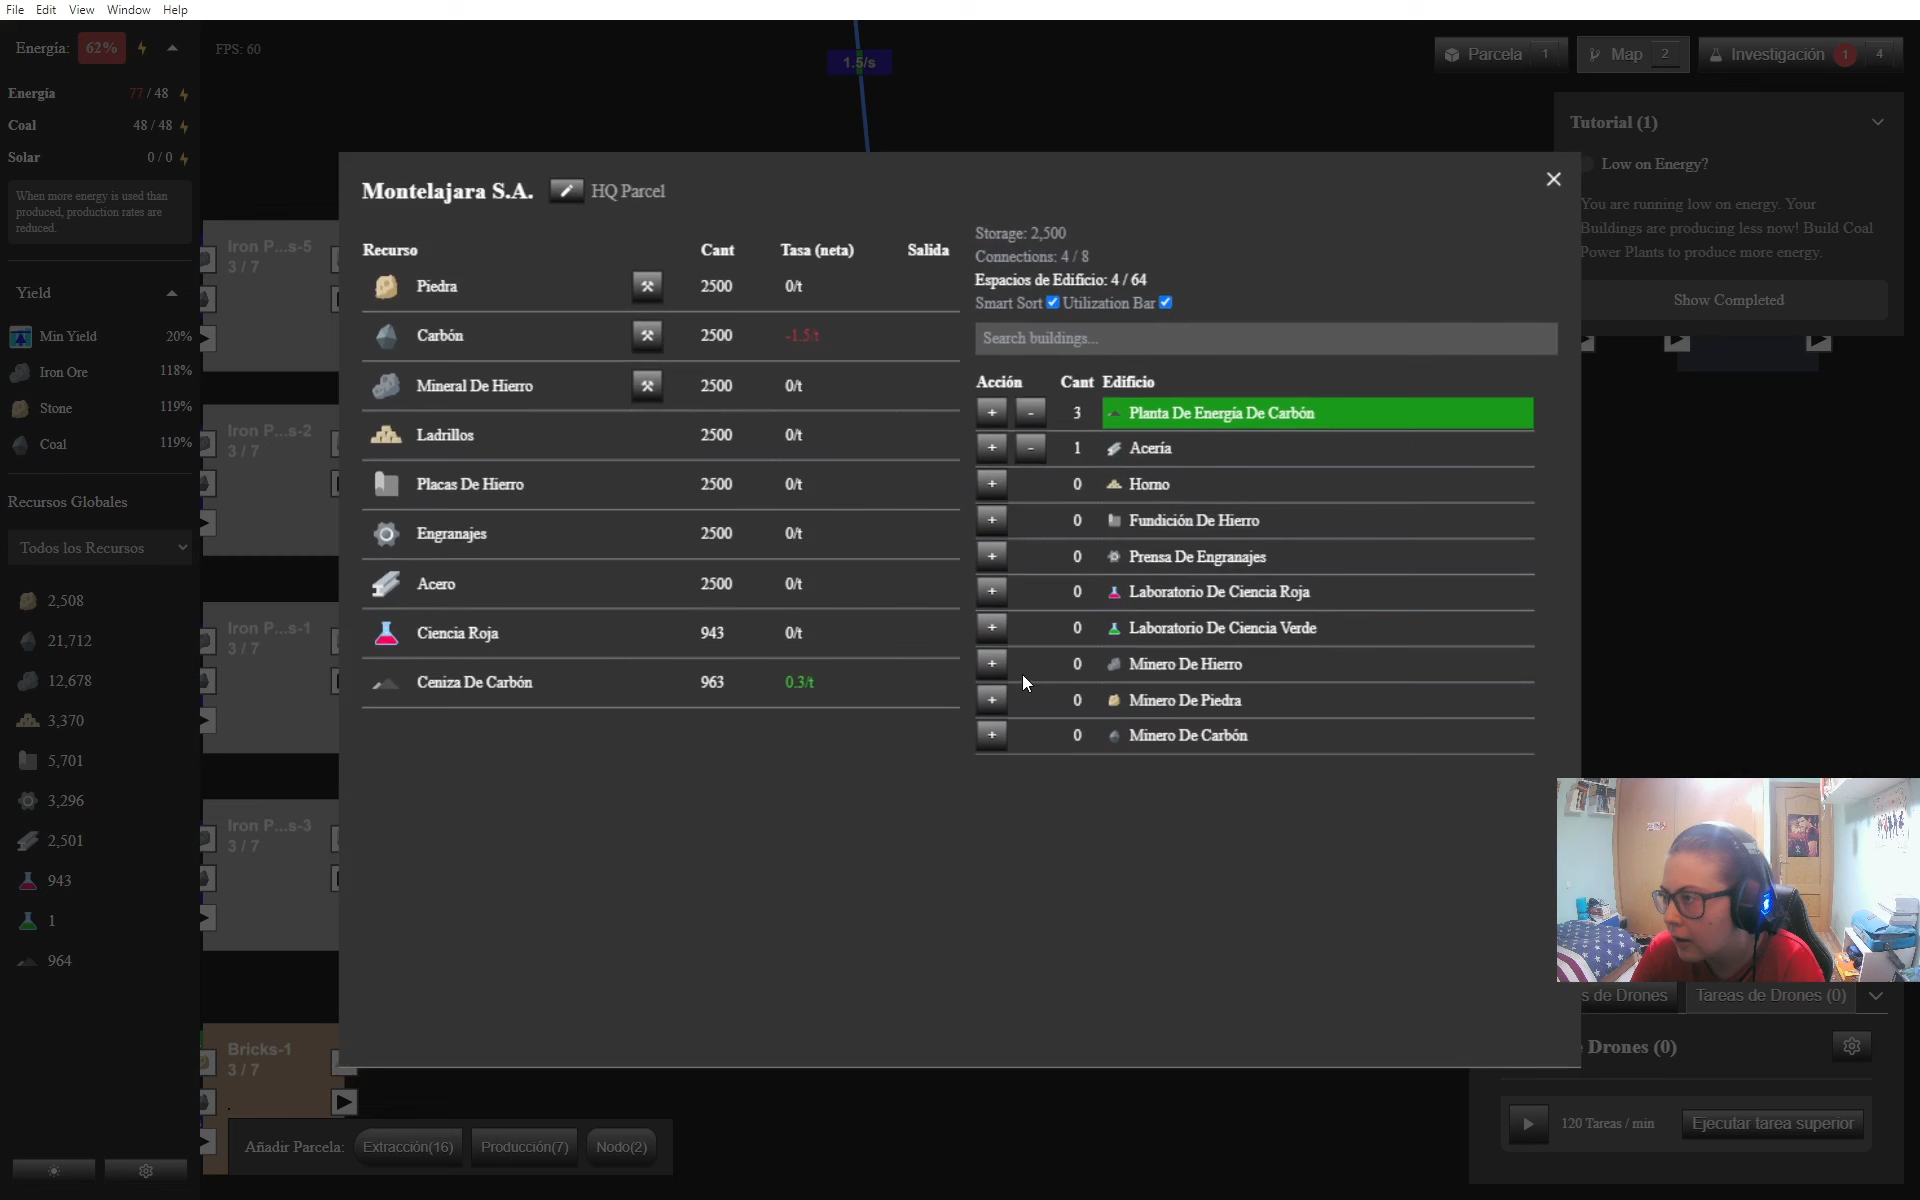 File Edit View Window Help
Energía: 62%
FPS: 60
1.5/s
Parcela 1
Map 2
Investigación 1 4
Energía 77 / 48
Coal 48 / 48
Solar 0 / 0
When more energy is used than
produced, production rates are
reduced.
Yield
Min Yield 20%
Iron Ore 118%
Stone 119%
Coal 119%
Recursos Globales
Todos los Recursos
2,508
21,712
12,678
3,370
5,701
3,296
2,501
943
1
964
Iron P...s-5
3 / 7
Iron P...s-2
3 / 7
Iron P...s-1
3 / 7
Iron P...s-3
3 / 7
Bricks-1
3 / 7
Montelajara S.A. HQ Parcel
Recurso Cant Tasa (neta) Salida
Piedra 2500 0/t
Carbón 2500 -1.5/t
Mineral De Hierro 2500 0/t
Ladrillos 2500 0/t
Placas De Hierro 2500 0/t
Engranajes 2500 0/t
Acero 2500 0/t
Ciencia Roja 943 0/t
Ceniza De Carbón 963 0.3/t
Storage: 2,500
Connections: 4 / 8
Espacios de Edificio: 4 / 64
Smart Sort Utilization Bar
Search buildings...
Acción Cant Edificio
+ - 3 Planta De Energía De Carbón
+ - 1 Acería
+ 0 Horno
+ 0 Fundición De Hierro
+ 0 Prensa De Engranajes
+ 0 Laboratorio De Ciencia Roja
+ 0 Laboratorio De Ciencia Verde
+ 0 Minero De Hierro
+ 0 Minero De Piedra
+ 0 Minero De Carbón
Tutorial (1)
Low on Energy?
You are running low on energy. Your
Buildings are producing less now! Build Coal
Power Plants to produce more energy.
Show Completed
s de Drones
Tareas de Drones (0)
Drones (0)
120 Tareas / min
Ejecutar tarea superior
Añadir Parcela: Extracción(16) Producción(7) Nodo(2)